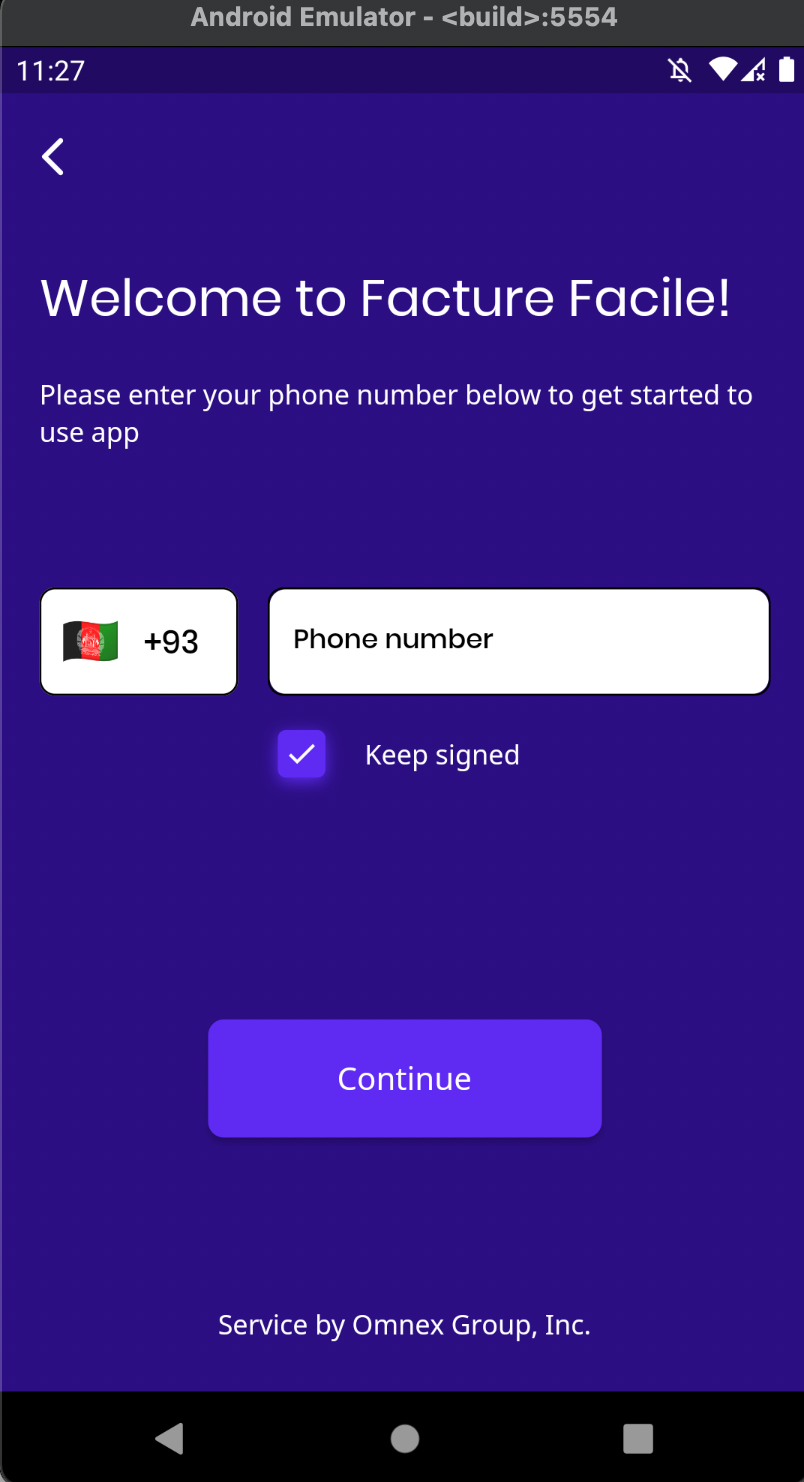 Android Emulator - <build>:5554
11:27
Welcome to Facture Facile!
Please enter your phone number below to get started to
use app
+93
Phone number
Keep signed
Continue
Service by Omnex Group, Inc.